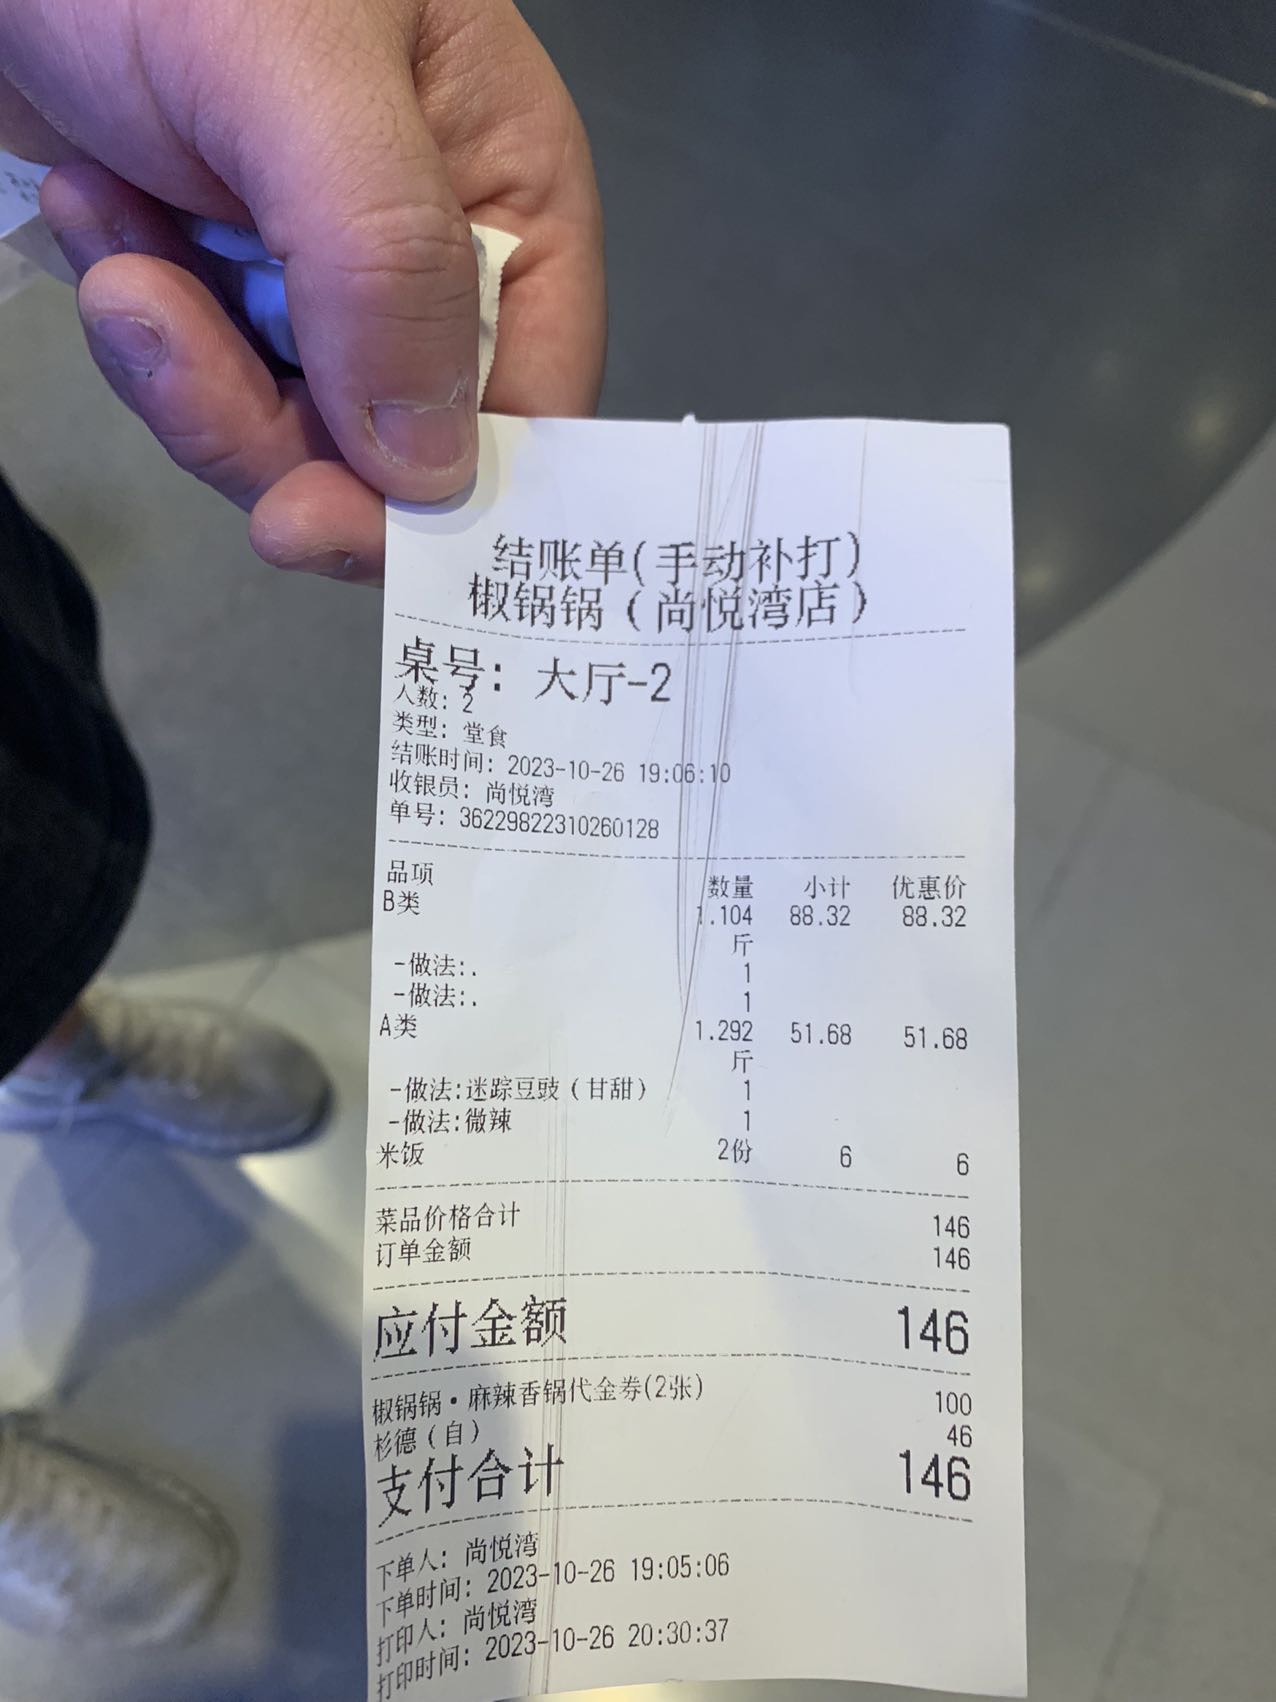 结账单(手动补打)
椒锅锅（尚悦湾店）
桌号: 大厅-2
人数: 2
类型: 堂食
结账时间: 2023-10-26 19:06:10
收银员: 尚悦湾
单号: 36229822310260128
品项 数量 小计 优惠价
B类 1.104 88.32 88.32
斤
-做法:. 1
-做法:. 1
A类 1.292 51.68 51.68
斤
-做法:迷踪豆豉（甘甜） 1
-做法:微辣 1
米饭 2份 6 6
菜品价格合计 146
订单金额 146
应付金额 146
椒锅锅·麻辣香锅代金券(2张) 100
杉德（自） 46
支付合计 146
下单人: 尚悦湾
下单时间: 2023-10-26 19:05:06
打印人: 尚悦湾
打印时间: 2023-10-26 20:30:37